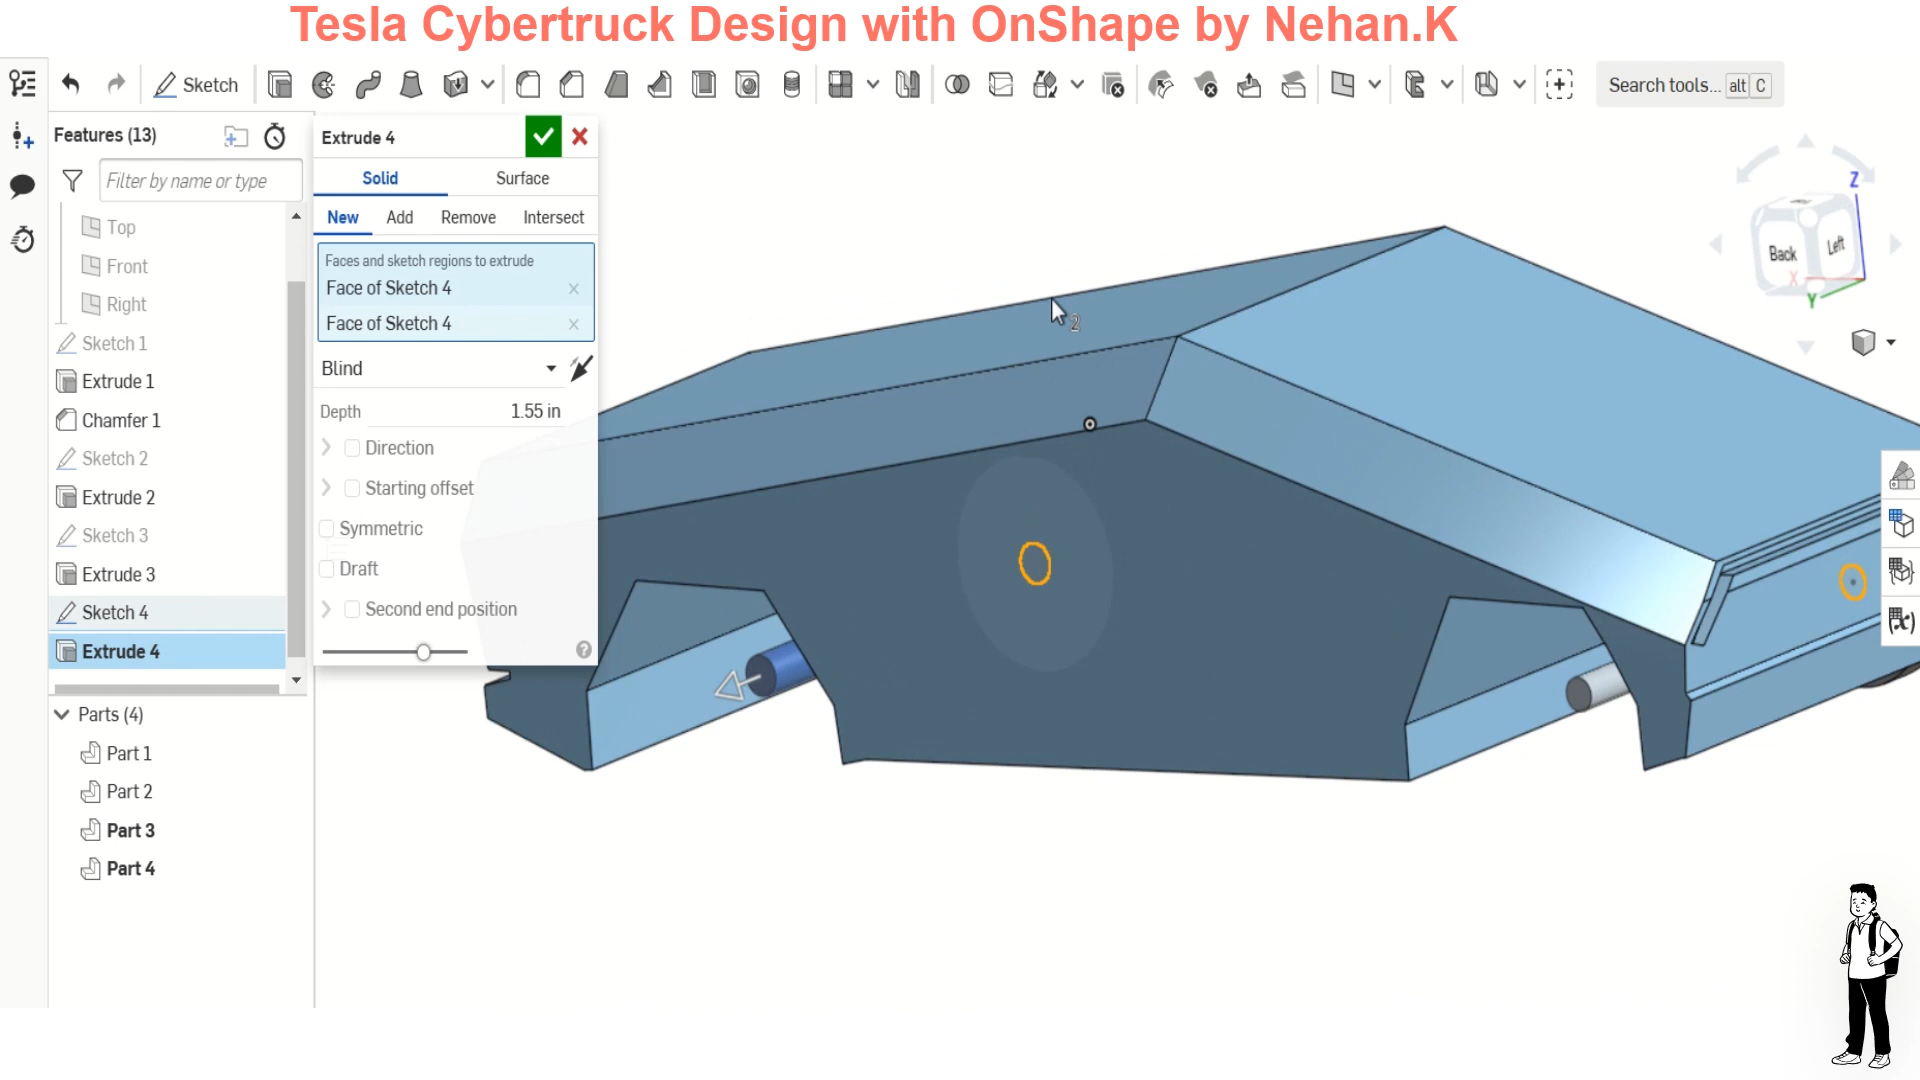 Tesla Cybertruck Design with OnShape by Nehan.K
Sketch
Search tools... alt C
Features (13)
Filter by name or type
Top
Front
Right
Sketch 1
Extrude 1
Chamfer 1
Sketch 2
Extrude 2
Sketch 3
Extrude 3
Sketch 4
Extrude 4
Parts (4)
Part 1
Part 2
Part 3
Part 4
Extrude 4
Solid Surface
New Add Remove Intersect
Faces and sketch regions to extrude
Face of Sketch 4
Face of Sketch 4
Blind
Depth 1.55 in
Direction
Starting offset
Symmetric
Draft
Second end position
2
Z
Back Left
X
Y
(x)